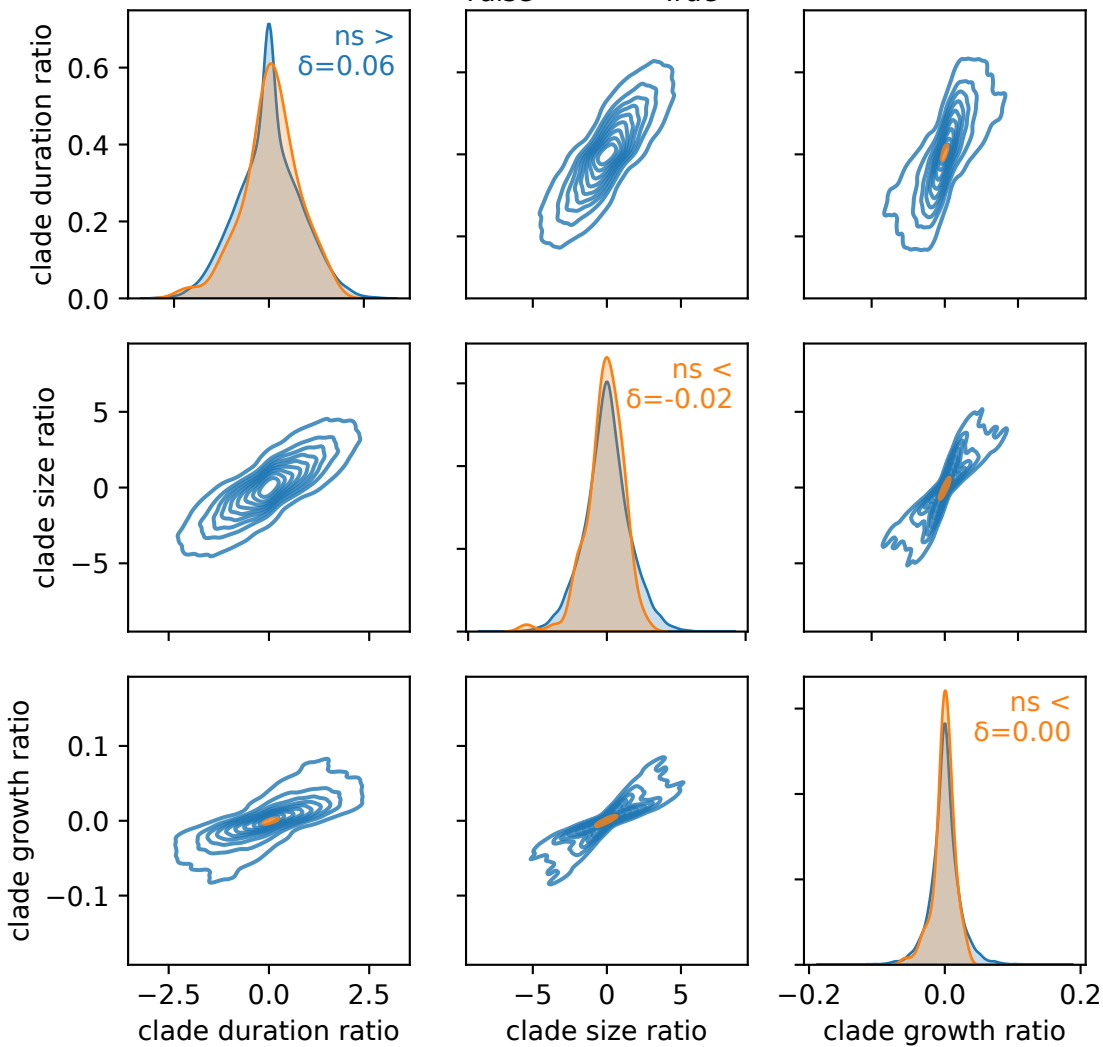 clade duration ratio
0.6
0.4
0.2
0.0
ns >
δ=0.06
clade size ratio
5
0
−5
ns <
δ=-0.02
clade growth ratio
0.1
0.0
−0.1
ns <
δ=0.00
−2.5 0.0 2.5
clade duration ratio
−5 0 5
clade size ratio
−0.2 0.0 0.2
clade growth ratio